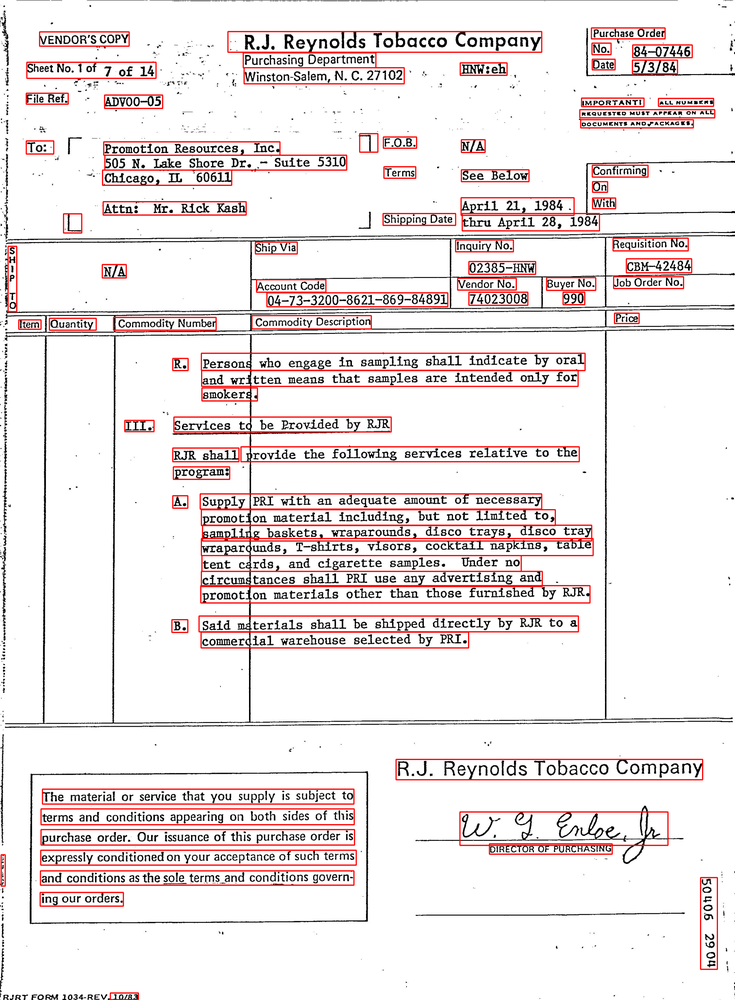 VENDOR'S COPY
R.J. Reynolds Tobacco Company
Purchasing Department
Winston-Salem, N. C. 27102
HNW:eh
Purchase Order
No. 84-07446
Date 5/3/84
Sheet No. 1 of 7 of 14
File Ref. ADV00-05
IMPORTANT! ALL NUMBERS
REQUESTED MUST APPEAR ON ALL
DOCUMENTS AND PACKAGES.
To: Promotion Resources, Inc.
505 N. Lake Shore Dr. - Suite 5310
Chicago, IL 60611
Attn: Mr. Rick Kash
F.O.B. N/A
Terms See Below
April 21, 1984
Shipping Date thru April 28, 1984
Confirming
On
With
SHIP TO
N/A
Ship Via
Inquiry No.
02385-HNW
Requisition No.
CBM-42484
Account Code
04-73-3200-8621-869-84891
Vendor No.
74023008
Buyer No.
990
Job Order No.
Item Quantity Commodity Number Commodity Description Price
R. Persons who engage in sampling shall indicate by oral
and written means that samples are intended only for
smokers.
III. Services to be Provided by RJR
RJR shall provide the following services relative to the
program:
A. Supply PRI with an adequate amount of necessary
promotion material including, but not limited to,
sampling baskets, wraparounds, disco trays, disco tray
wraparounds, T-shirts, visors, cocktail napkins, table
tent cards, and cigarette samples. Under no
circumstances shall PRI use any advertising and
promotion materials other than those furnished by RJR.
B. Said materials shall be shipped directly by RJR to a
commercial warehouse selected by PRI.
R.J. Reynolds Tobacco Company
The material or service that you supply is subject to
terms and conditions appearing on both sides of this
purchase order. Our issuance of this purchase order is
expressly conditioned on your acceptance of such terms
and conditions as the sole terms and conditions govern-
ing our orders.
W. G. Enloe, Jr
DIRECTOR OF PURCHASING
50406 2904
RJRT FORM 1034-REV. 10/83